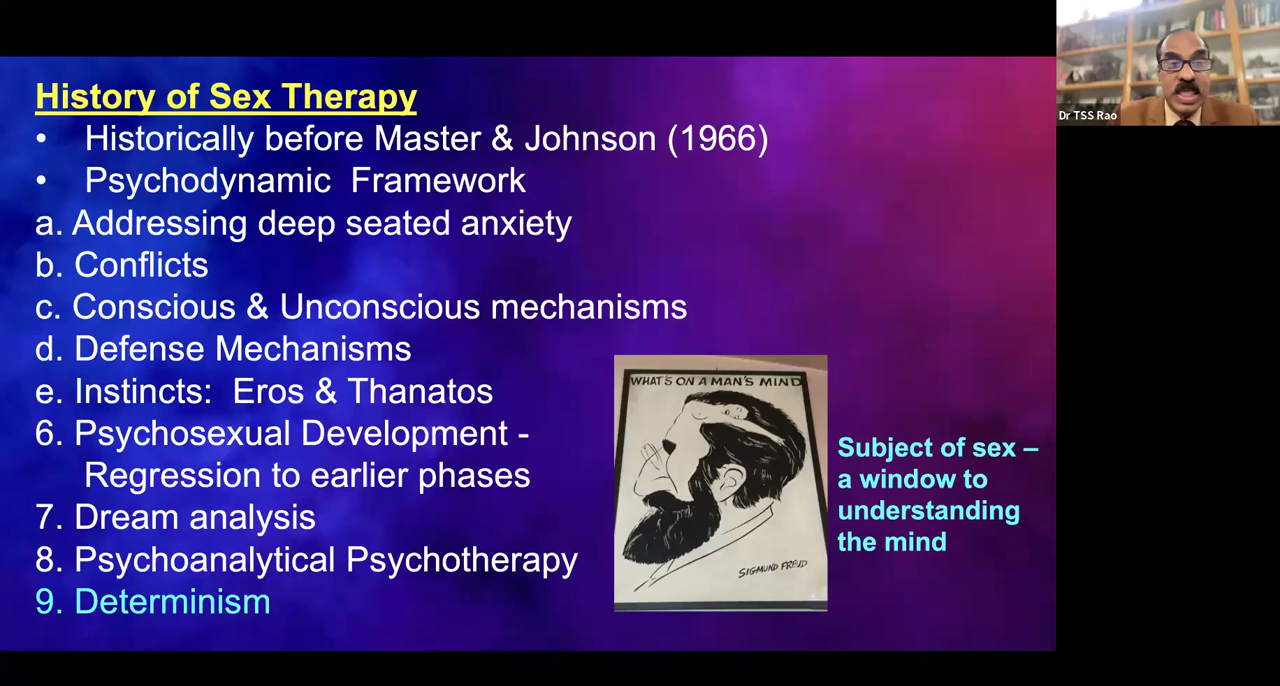 History of Sex Therapy
• Historically before Master & Johnson (1966)
• Psychodynamic Framework
a. Addressing deep seated anxiety
b. Conflicts
c. Conscious & Unconscious mechanisms
d. Defense Mechanisms
e. Instincts: Eros & Thanatos
6. Psychosexual Development -
Regression to earlier phases
7. Dream analysis
8. Psychoanalytical Psychotherapy
9. Determinism
WHAT'S ON A MAN'S MIND
SIGMUND FREUD
Subject of sex –
a window to
understanding
the mind
Dr TSS Rao